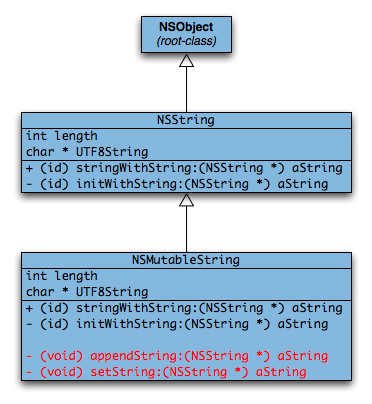 NSObject
(root-class)
NSString
int length
char * UTF8String
+ (id) stringWithString:(NSString *) aString
- (id) initWithString:(NSString *) aString
NSMutableString
int length
char * UTF8String
+ (id) stringWithString:(NSString *) aString
- (id) initWithString:(NSString *) aString
- (void) appendString:(NSString *) aString
- (void) setString:(NSString *) aString